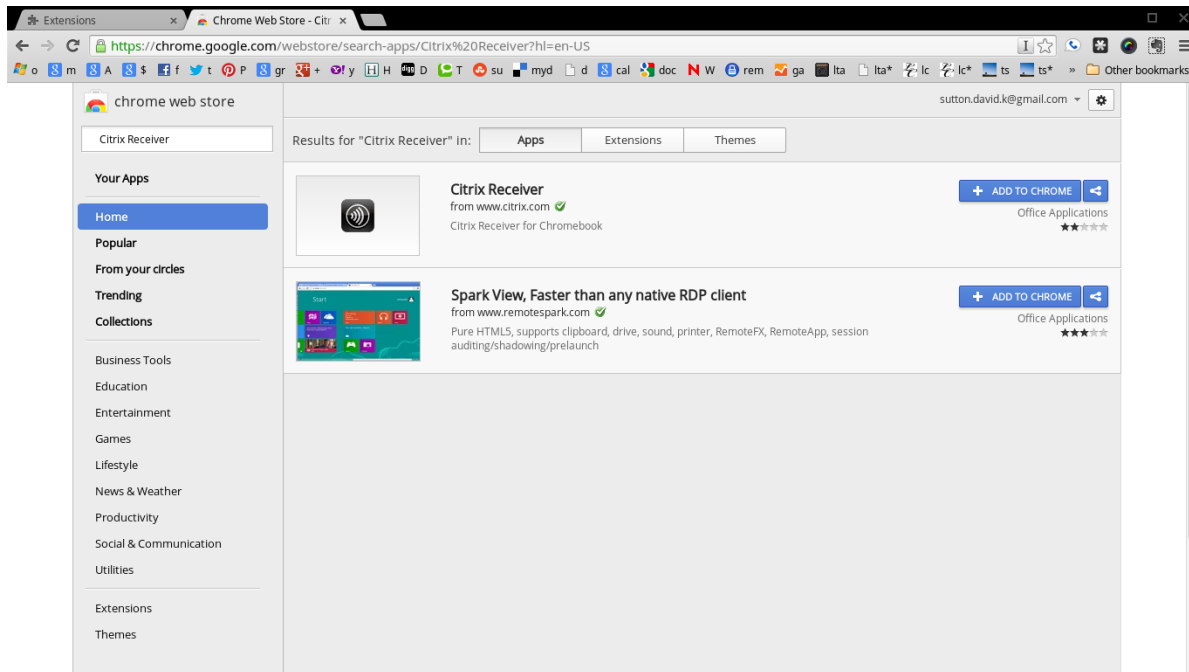 Extensions
Chrome Web Store - Citr
https://chrome.google.com/webstore/search-apps/Citrix%20Receiver?hl=en-US
o m A $ f t P gr + y H D T su myd d cal doc W rem ga lta lta* lc lc* ts ts* » Other bookmarks
chrome web store
sutton.david.k@gmail.com
Citrix Receiver
Results for "Citrix Receiver" in: Apps Extensions Themes
Your Apps
Home
Popular
From your circles
Trending
Collections
Business Tools
Education
Entertainment
Games
Lifestyle
News & Weather
Productivity
Social & Communication
Utilities
Extensions
Themes
Citrix Receiver
from www.citrix.com
Citrix Receiver for Chromebook
+ ADD TO CHROME
Office Applications
Start
Spark View, Faster than any native RDP client
from www.remotespark.com
Pure HTML5, supports clipboard, drive, sound, printer, RemoteFX, RemoteApp, session
auditing/shadowing/prelaunch
+ ADD TO CHROME
Office Applications